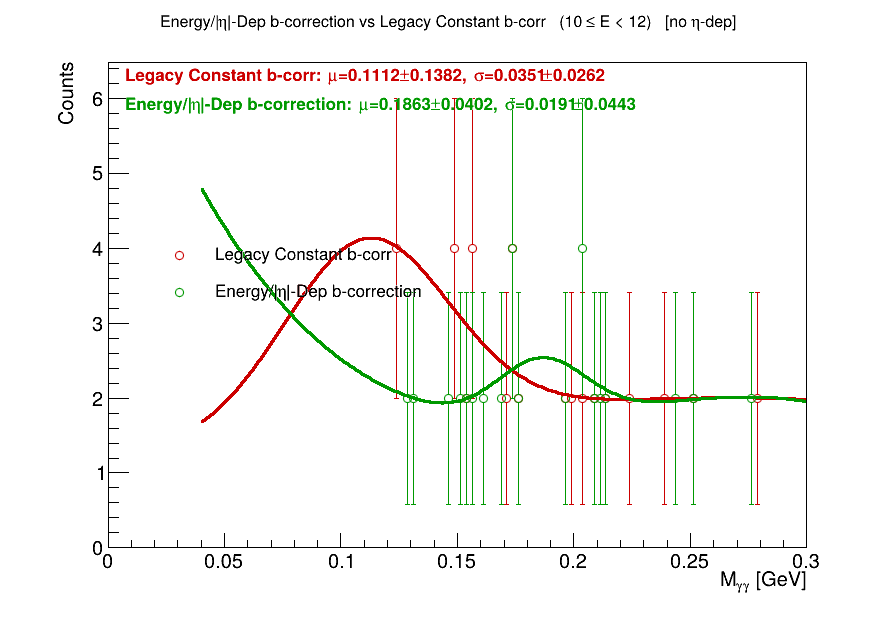 Energy/|η|-Dep b-correction vs Legacy Constant b-corr (10 ≤ E < 12) [no η-dep]
Counts
Legacy Constant b-corr: μ=0.1112±0.1382, σ=0.0351±0.0262
Energy/|η|-Dep b-correction: μ=0.1863±0.0402, σ=0.0191±0.0443
6
5
4
3
2
1
0
Legacy Constant b-corr
Energy/|η|-Dep b-correction
0 0.05 0.1 0.15 0.2 0.25 0.3
Mγγ [GeV]